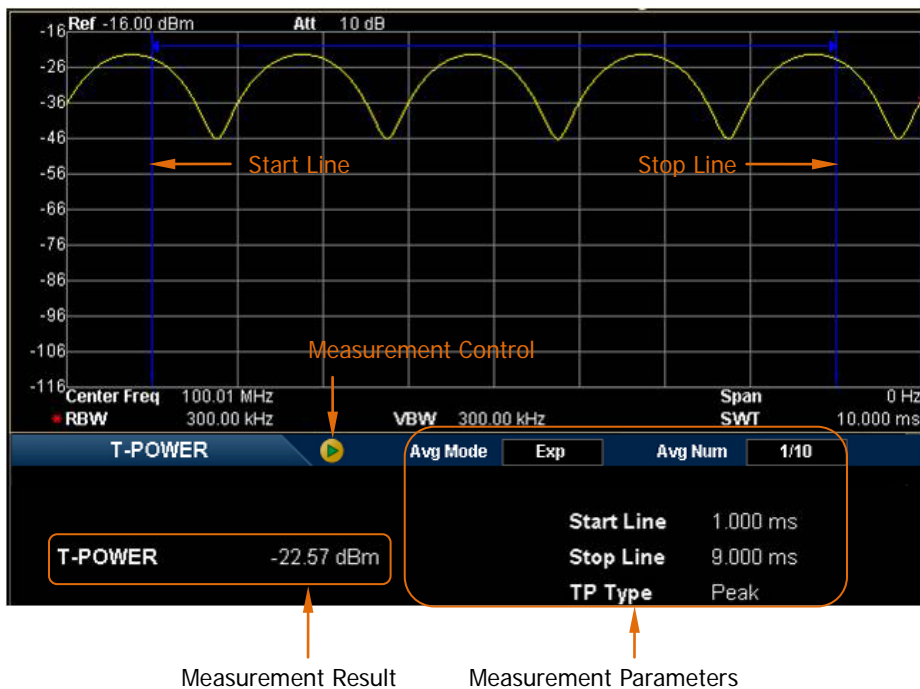 Ref -16.00 dBm Att 10 dB
-16
-26
-36
-46
Start Line Stop Line
-56
-66
-76
-86
-96
Measurement Control
-106
-116
Center Freq 100.01 MHz Span 0 Hz
* RBW 300.00 kHz VBW 300.00 kHz SWT 10.000 ms
T-POWER Avg Mode Exp Avg Num 1/10
Start Line 1.000 ms
T-POWER -22.57 dBm Stop Line 9.000 ms
TP Type Peak
Measurement Result Measurement Parameters